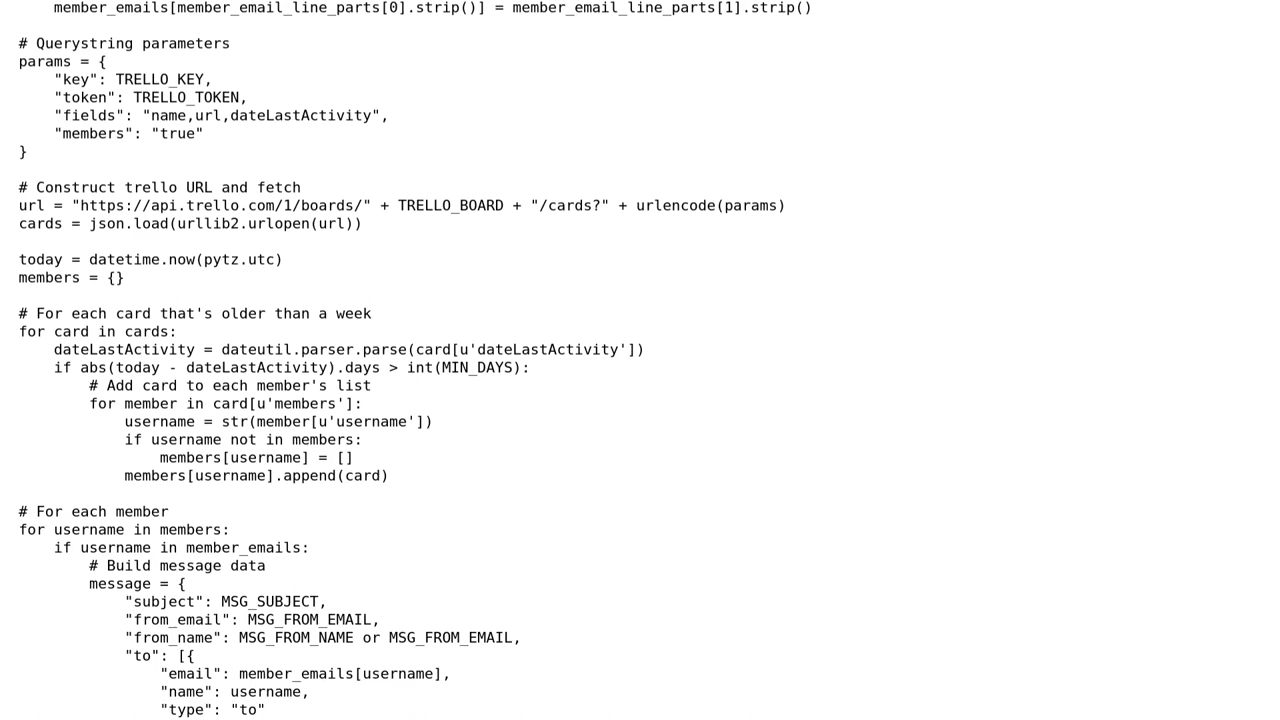 member_emails[member_email_line_parts[0].strip()] = member_email_line_parts[1].strip()

# Querystring parameters
params = {
    "key": TRELLO_KEY,
    "token": TRELLO_TOKEN,
    "fields": "name,url,dateLastActivity",
    "members": "true"
}

# Construct trello URL and fetch
url = "https://api.trello.com/1/boards/" + TRELLO_BOARD + "/cards?" + urlencode(params)
cards = json.load(urllib2.urlopen(url))

today = datetime.now(pytz.utc)
members = {}

# For each card that's older than a week
for card in cards:
    dateLastActivity = dateutil.parser.parse(card[u'dateLastActivity'])
    if abs(today - dateLastActivity).days > int(MIN_DAYS):
        # Add card to each member's list
        for member in card[u'members']:
            username = str(member[u'username'])
            if username not in members:
                members[username] = []
            members[username].append(card)

# For each member
for username in members:
    if username in member_emails:
        # Build message data
        message = {
            "subject": MSG_SUBJECT,
            "from_email": MSG_FROM_EMAIL,
            "from_name": MSG_FROM_NAME or MSG_FROM_EMAIL,
            "to": [{
                "email": member_emails[username],
                "name": username,
                "type": "to"